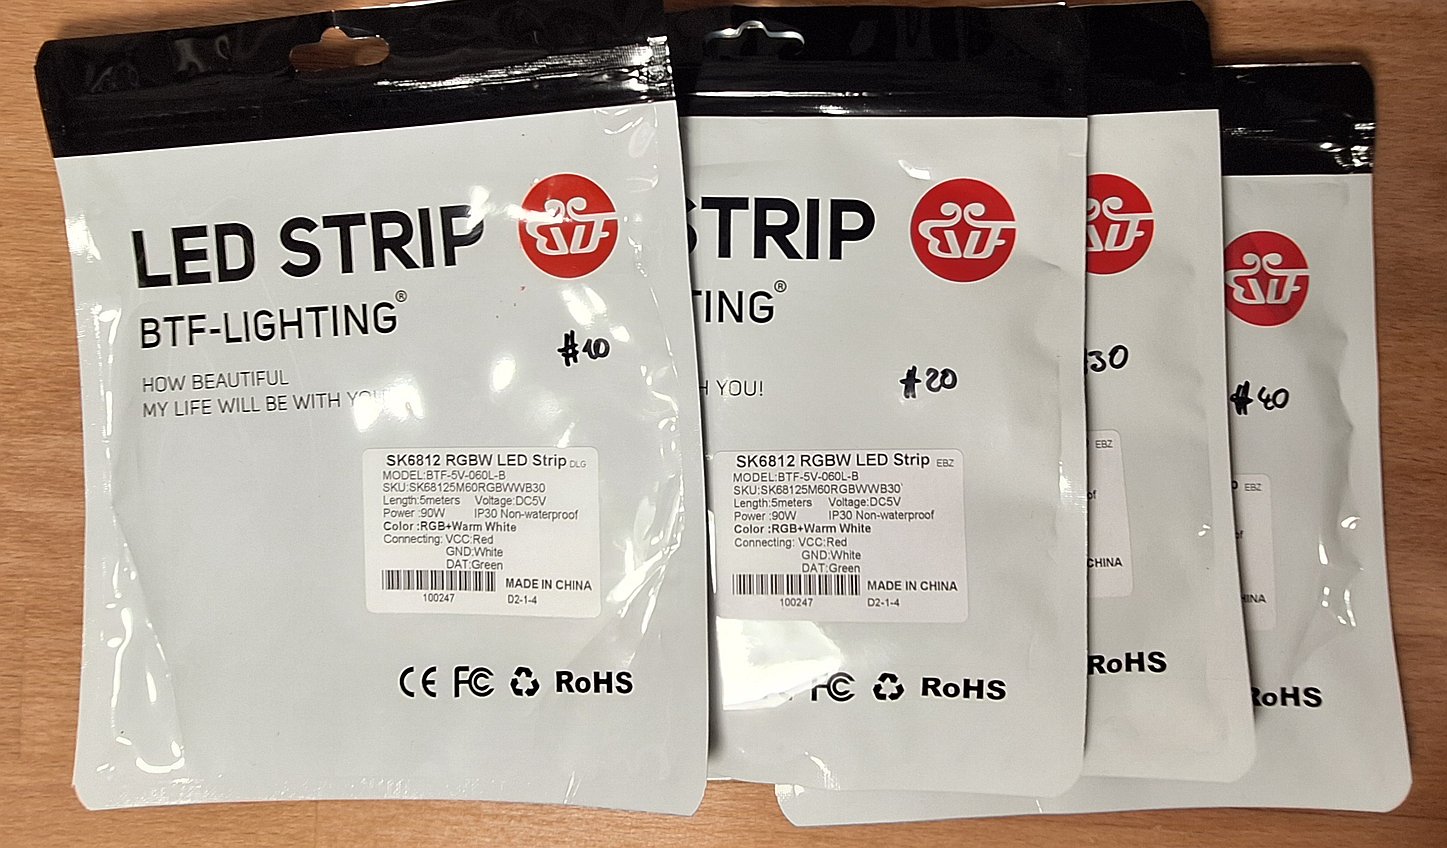 LED STRIP
BTF-LIGHTING®
HOW BEAUTIFUL
MY LIFE WILL BE WITH YOU
#10
SK6812 RGBW LED Strip DLG
MODEL:BTF-5V-060L-B
SKU:SK68125M60RGBWWB30
Length:5meters Voltage:DC5V
Power :90W IP30 Non-waterproof
Color :RGB+Warm White
Connecting: VCC:Red
GND:White
DAT:Green
MADE IN CHINA
100247 D2-1-4
CE FC RoHS
STRIP
TING®
H YOU!
#20
SK6812 RGBW LED Strip EBZ
MODEL:BTF-5V-060L-B
SKU:SK68125M60RGBWWB30
Length:5meters Voltage:DC5V
Power :90W IP30 Non-waterproof
Color :RGB+Warm White
Connecting: VCC:Red
GND:White
DAT:Green
MADE IN CHINA
100247 D2-1-4
FC RoHS
30
EBZ
of
CHINA
RoHS
#40
EBZ
of
HINA
RoHS